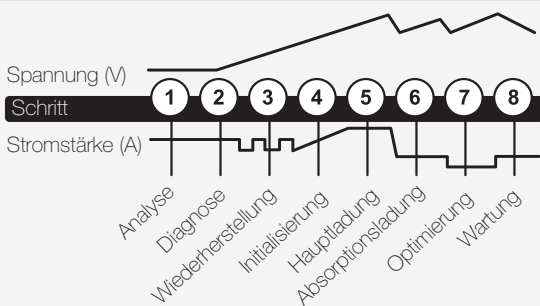 Spannung (V)
Schritt
1 2 3 4 5 6 7 8
Stromstärke (A)
Analyse
Diagnose
Wiederherstellung
Initialisierung
Hauptladung
Absorptionsladung
Optimierung
Wartung